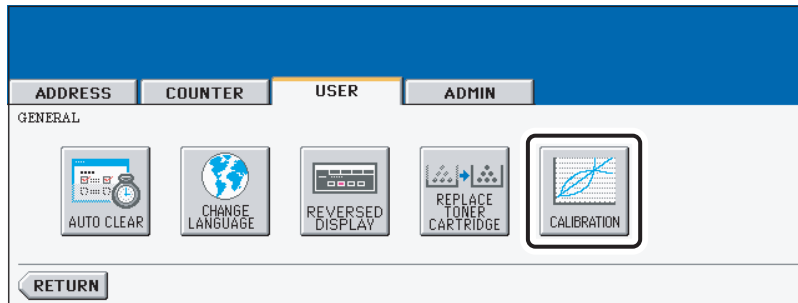 ADDRESS COUNTER USER ADMIN
GENERAL
AUTO CLEAR
CHANGE
LANGUAGE
REVERSED
DISPLAY
REPLACE
TONER
CARTRIDGE
CALIBRATION
RETURN